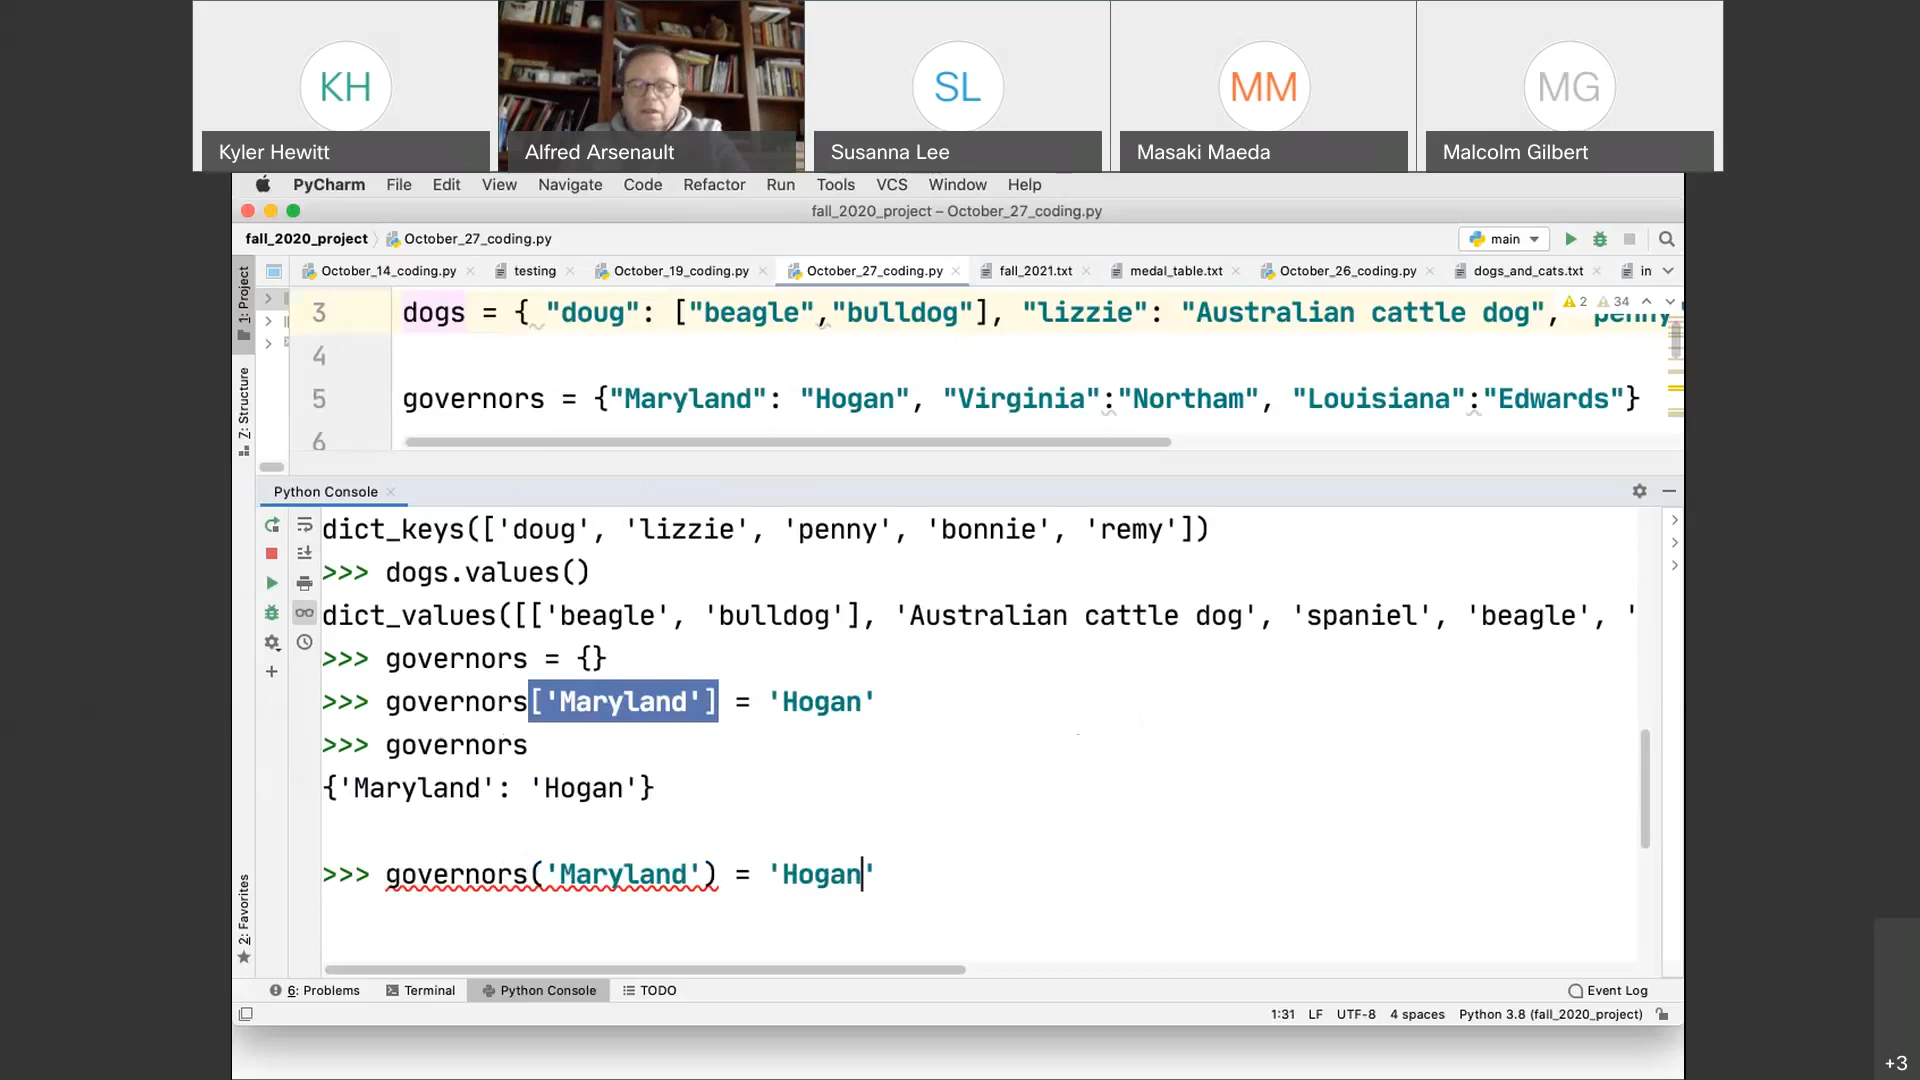 KH
SL
MM
MG
Kyler Hewitt
Alfred Arsenault
Susanna Lee
Masaki Maeda
Malcolm Gilbert
PyCharm File Edit View Navigate Code Refactor Run Tools VCS Window Help
fall_2020_project – October_27_coding.py
fall_2020_project October_27_coding.py main
October_14_coding.py testing October_19_coding.py October_27_coding.py fall_2021.txt medal_table.txt October_26_coding.py dogs_and_cats.txt in
1: Project
Z: Structure
2: Favorites
3 dogs = { "doug": ["beagle","bulldog"], "lizzie": "Australian cattle dog", "penny"
2 34
4
5 governors = {"Maryland": "Hogan", "Virginia":"Northam", "Louisiana":"Edwards"}
6
Python Console
dict_keys(['doug', 'lizzie', 'penny', 'bonnie', 'remy'])
>>> dogs.values()
dict_values([['beagle', 'bulldog'], 'Australian cattle dog', 'spaniel', 'beagle', '
>>> governors = {}
>>> governors['Maryland'] = 'Hogan'
>>> governors
{'Maryland': 'Hogan'}
>>> governors('Maryland') = 'Hogan'
6: Problems Terminal Python Console TODO Event Log
1:31 LF UTF-8 4 spaces Python 3.8 (fall_2020_project)
+3